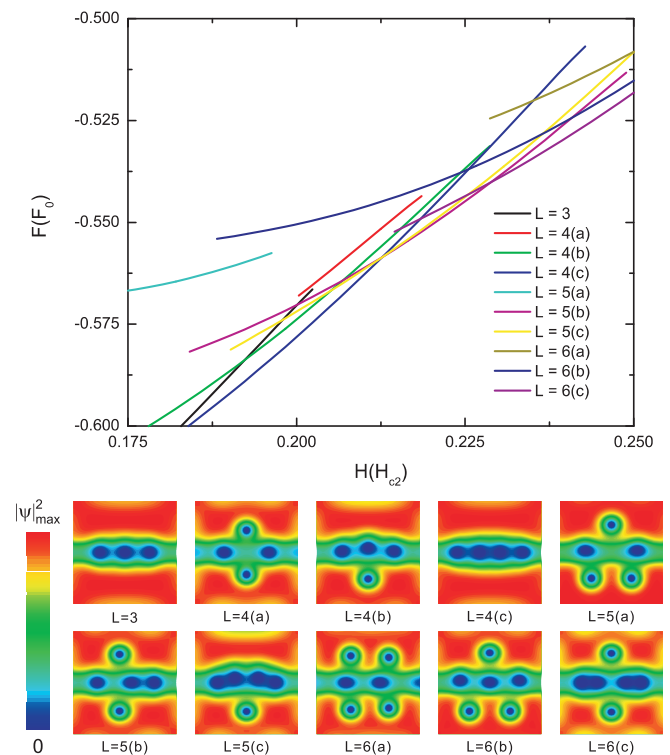 -0.500
-0.525
-0.550
-0.575
-0.600
F(F0)
0.175
0.200
0.225
0.250
H(Hc2)
L = 3
L = 4(a)
L = 4(b)
L = 4(c)
L = 5(a)
L = 5(b)
L = 5(c)
L = 6(a)
L = 6(b)
L = 6(c)
|ψ|²max
0
L=3
L=4(a)
L=4(b)
L=4(c)
L=5(a)
L=5(b)
L=5(c)
L=6(a)
L=6(b)
L=6(c)